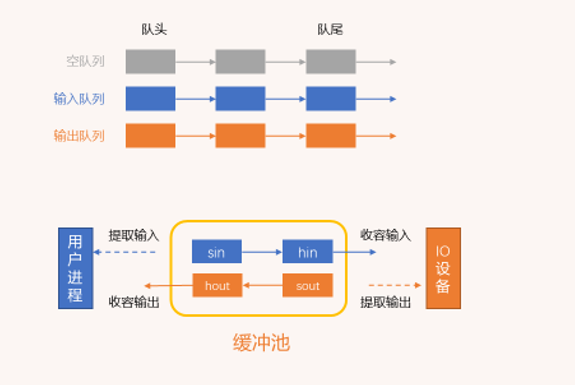 队头 队尾
空队列
输入队列
输出队列
用户进程
提取输入
收容输出
sin
hin
hout
sout
收容输入
提取输出
IO设备
缓冲池